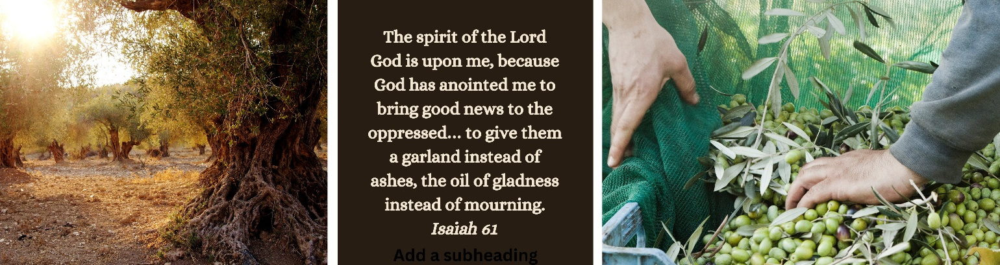 The spirit of the Lord
God is upon me, because
God has anointed me to
bring good news to the
oppressed... to give them
a garland instead of
ashes, the oil of gladness
instead of mourning.
Isaiah 61
Add a subheading